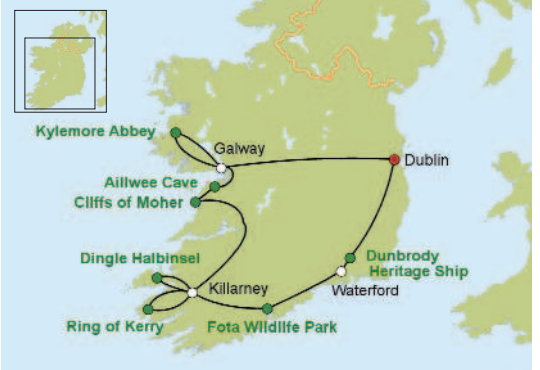 Kylemore Abbey
Galway
Dublin
Aillwee Cave
Cliffs of Moher
Dingle Halbinsel
Dunbrody
Heritage Ship
Killarney
Waterford
Ring of Kerry
Fota Wildlife Park